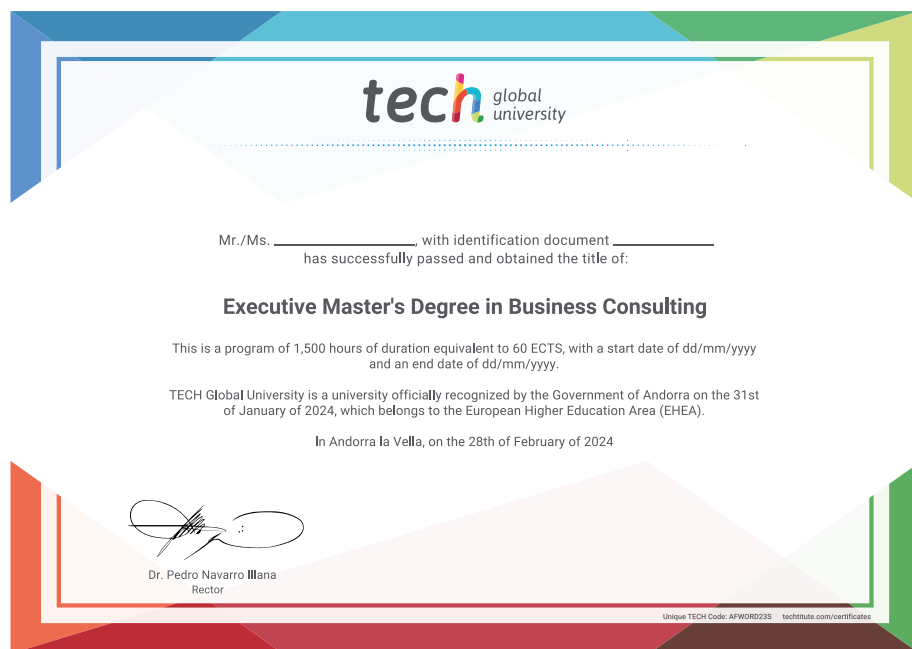 tech global university
Mr./Ms. ________________, with identification document ____________
has successfully passed and obtained the title of:
Executive Master's Degree in Business Consulting
This is a program of 1,500 hours of duration equivalent to 60 ECTS, with a start date of dd/mm/yyyy
and an end date of dd/mm/yyyy.
TECH Global University is a university officially recognized by the Government of Andorra on the 31st
of January of 2024, which belongs to the European Higher Education Area (EHEA).
In Andorra la Vella, on the 28th of February of 2024
Dr. Pedro Navarro Illana
Rector
Unique TECH Code: AFWORD23S techtitute.com/certificates